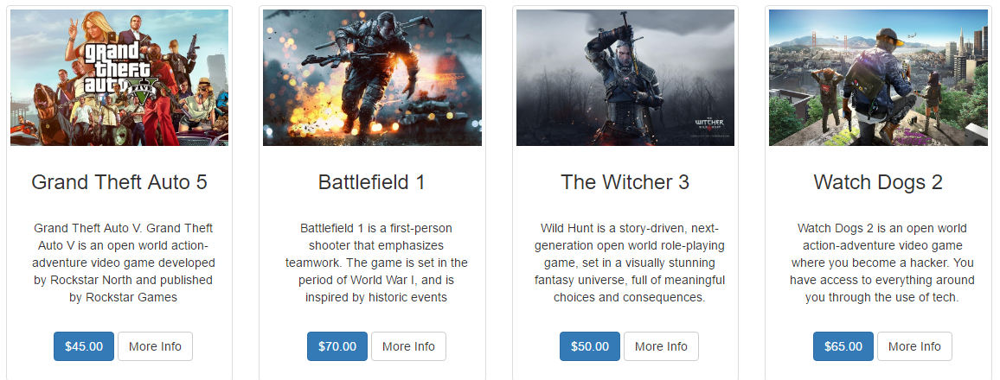 grand
theft
auto
FIVE
Grand Theft Auto 5
Grand Theft Auto V. Grand Theft
Auto V is an open world action-
adventure video game developed
by Rockstar North and published
by Rockstar Games
$45.00 More Info
Battlefield 1
Battlefield 1 is a first-person
shooter that emphasizes
teamwork. The game is set in the
period of World War I, and is
inspired by historic events
$70.00 More Info
WITCHER
WILD HUNT
The Witcher 3
Wild Hunt is a story-driven, next-
generation open world role-playing
game, set in a visually stunning
fantasy universe, full of meaningful
choices and consequences.
$50.00 More Info
Watch Dogs 2
Watch Dogs 2 is an open world
action-adventure video game
where you become a hacker. You
have access to everything around
you through the use of tech.
$65.00 More Info